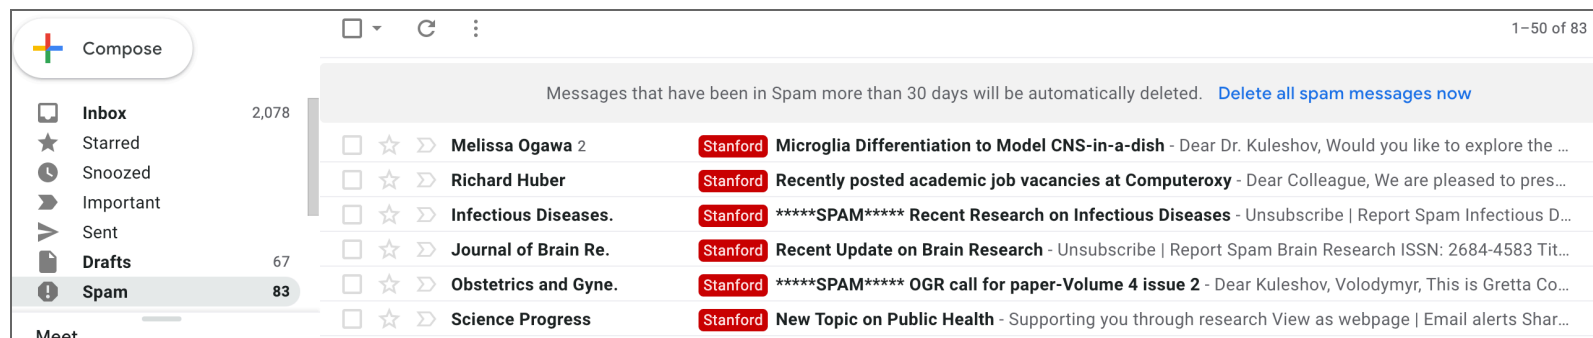 Compose
1–50 of 83
Messages that have been in Spam more than 30 days will be automatically deleted. Delete all spam messages now
Inbox 2,078
Starred
Snoozed
Important
Sent
Drafts 67
Spam 83
Meet
Melissa Ogawa 2 Stanford Microglia Differentiation to Model CNS-in-a-dish - Dear Dr. Kuleshov, Would you like to explore the ...
Richard Huber Stanford Recently posted academic job vacancies at Computeroxy - Dear Colleague, We are pleased to pres...
Infectious Diseases. Stanford *****SPAM***** Recent Research on Infectious Diseases - Unsubscribe | Report Spam Infectious D...
Journal of Brain Re. Stanford Recent Update on Brain Research - Unsubscribe | Report Spam Brain Research ISSN: 2684-4583 Tit...
Obstetrics and Gyne. Stanford *****SPAM***** OGR call for paper-Volume 4 issue 2 - Dear Kuleshov, Volodymyr, This is Gretta Co...
Science Progress Stanford New Topic on Public Health - Supporting you through research View as webpage | Email alerts Shar...